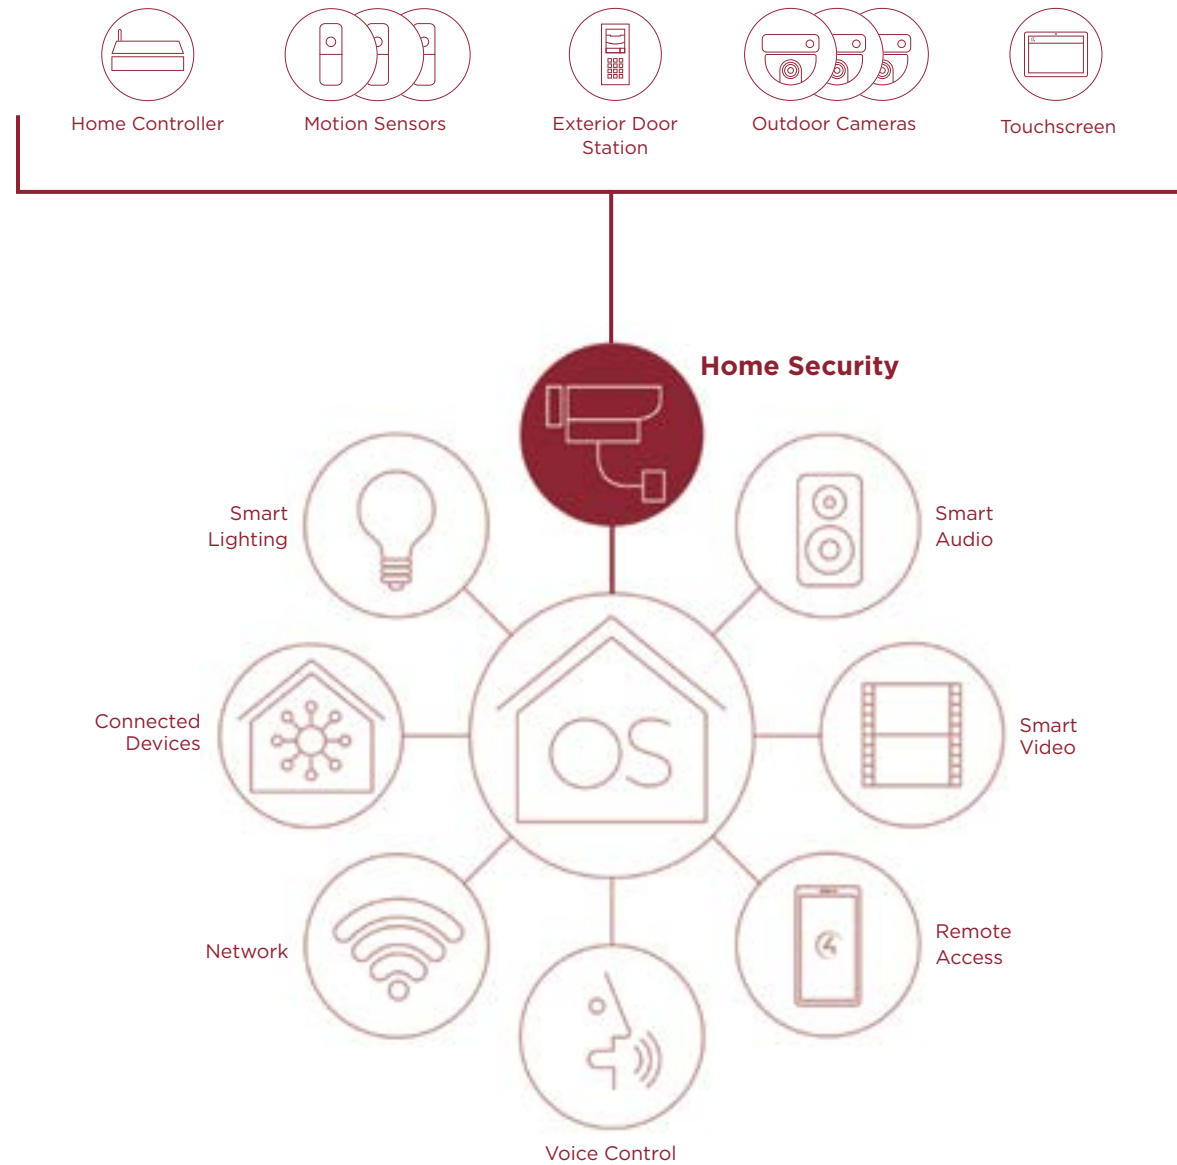 Home Controller
Motion Sensors
Exterior Door
Station
Outdoor Cameras
Touchscreen
Home Security
Smart
Lighting
Smart
Audio
Connected
Devices
OS
Smart
Video
Network
Remote
Access
Voice Control